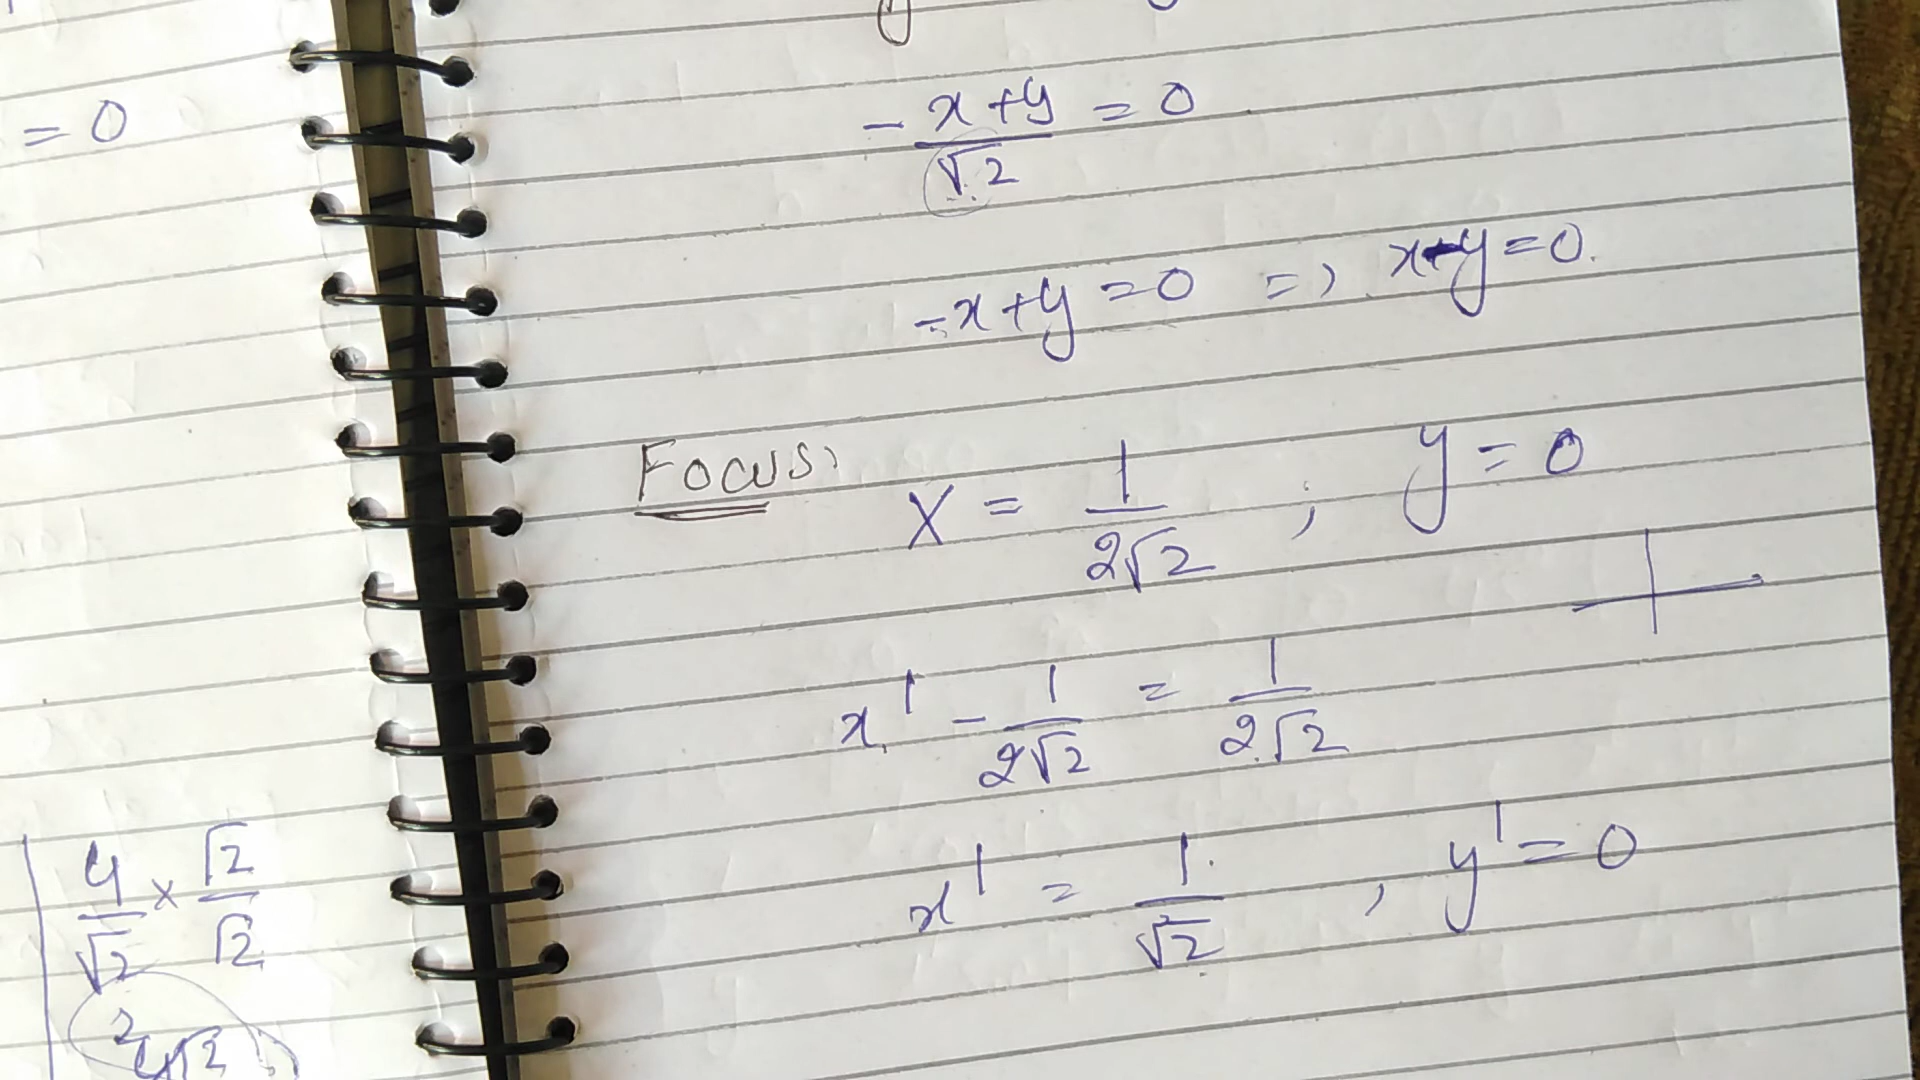 = 0
4/√2 × √2/√2
-x+y/√2 = 0
-x+y=0 => x-y=0.
Focus:
X = 1/2√2 ; y = 0
x' - 1/2√2 = 1/2√2
x' = 1/√2 , y' = 0